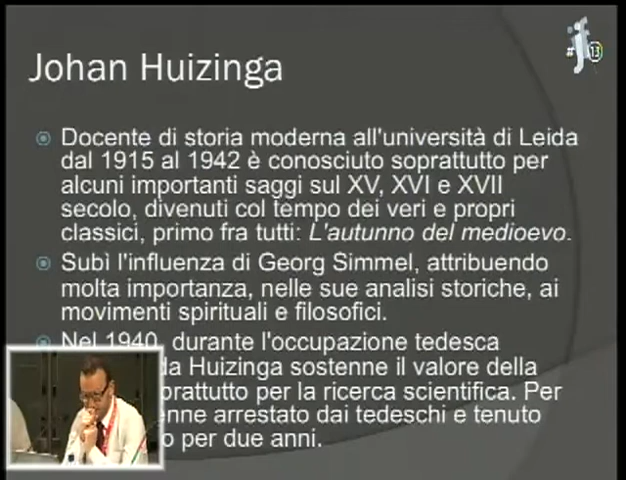 #jf13
Johan Huizinga
Docente di storia moderna all'università di Leida
dal 1915 al 1942 è conosciuto soprattutto per
alcuni importanti saggi sul XV, XVI e XVII
secolo, divenuti col tempo dei veri e propri
classici, primo fra tutti: L'autunno del medioevo.
Subì l'influenza di Georg Simmel, attribuendo
molta importanza, nelle sue analisi storiche, ai
movimenti spirituali e filosofici.
Nel 1940, durante l'occupazione tedesca
Huizinga sostenne il valore della
per la ricerca scientifica. Per
arrestato dai tedeschi e tenuto
per due anni.